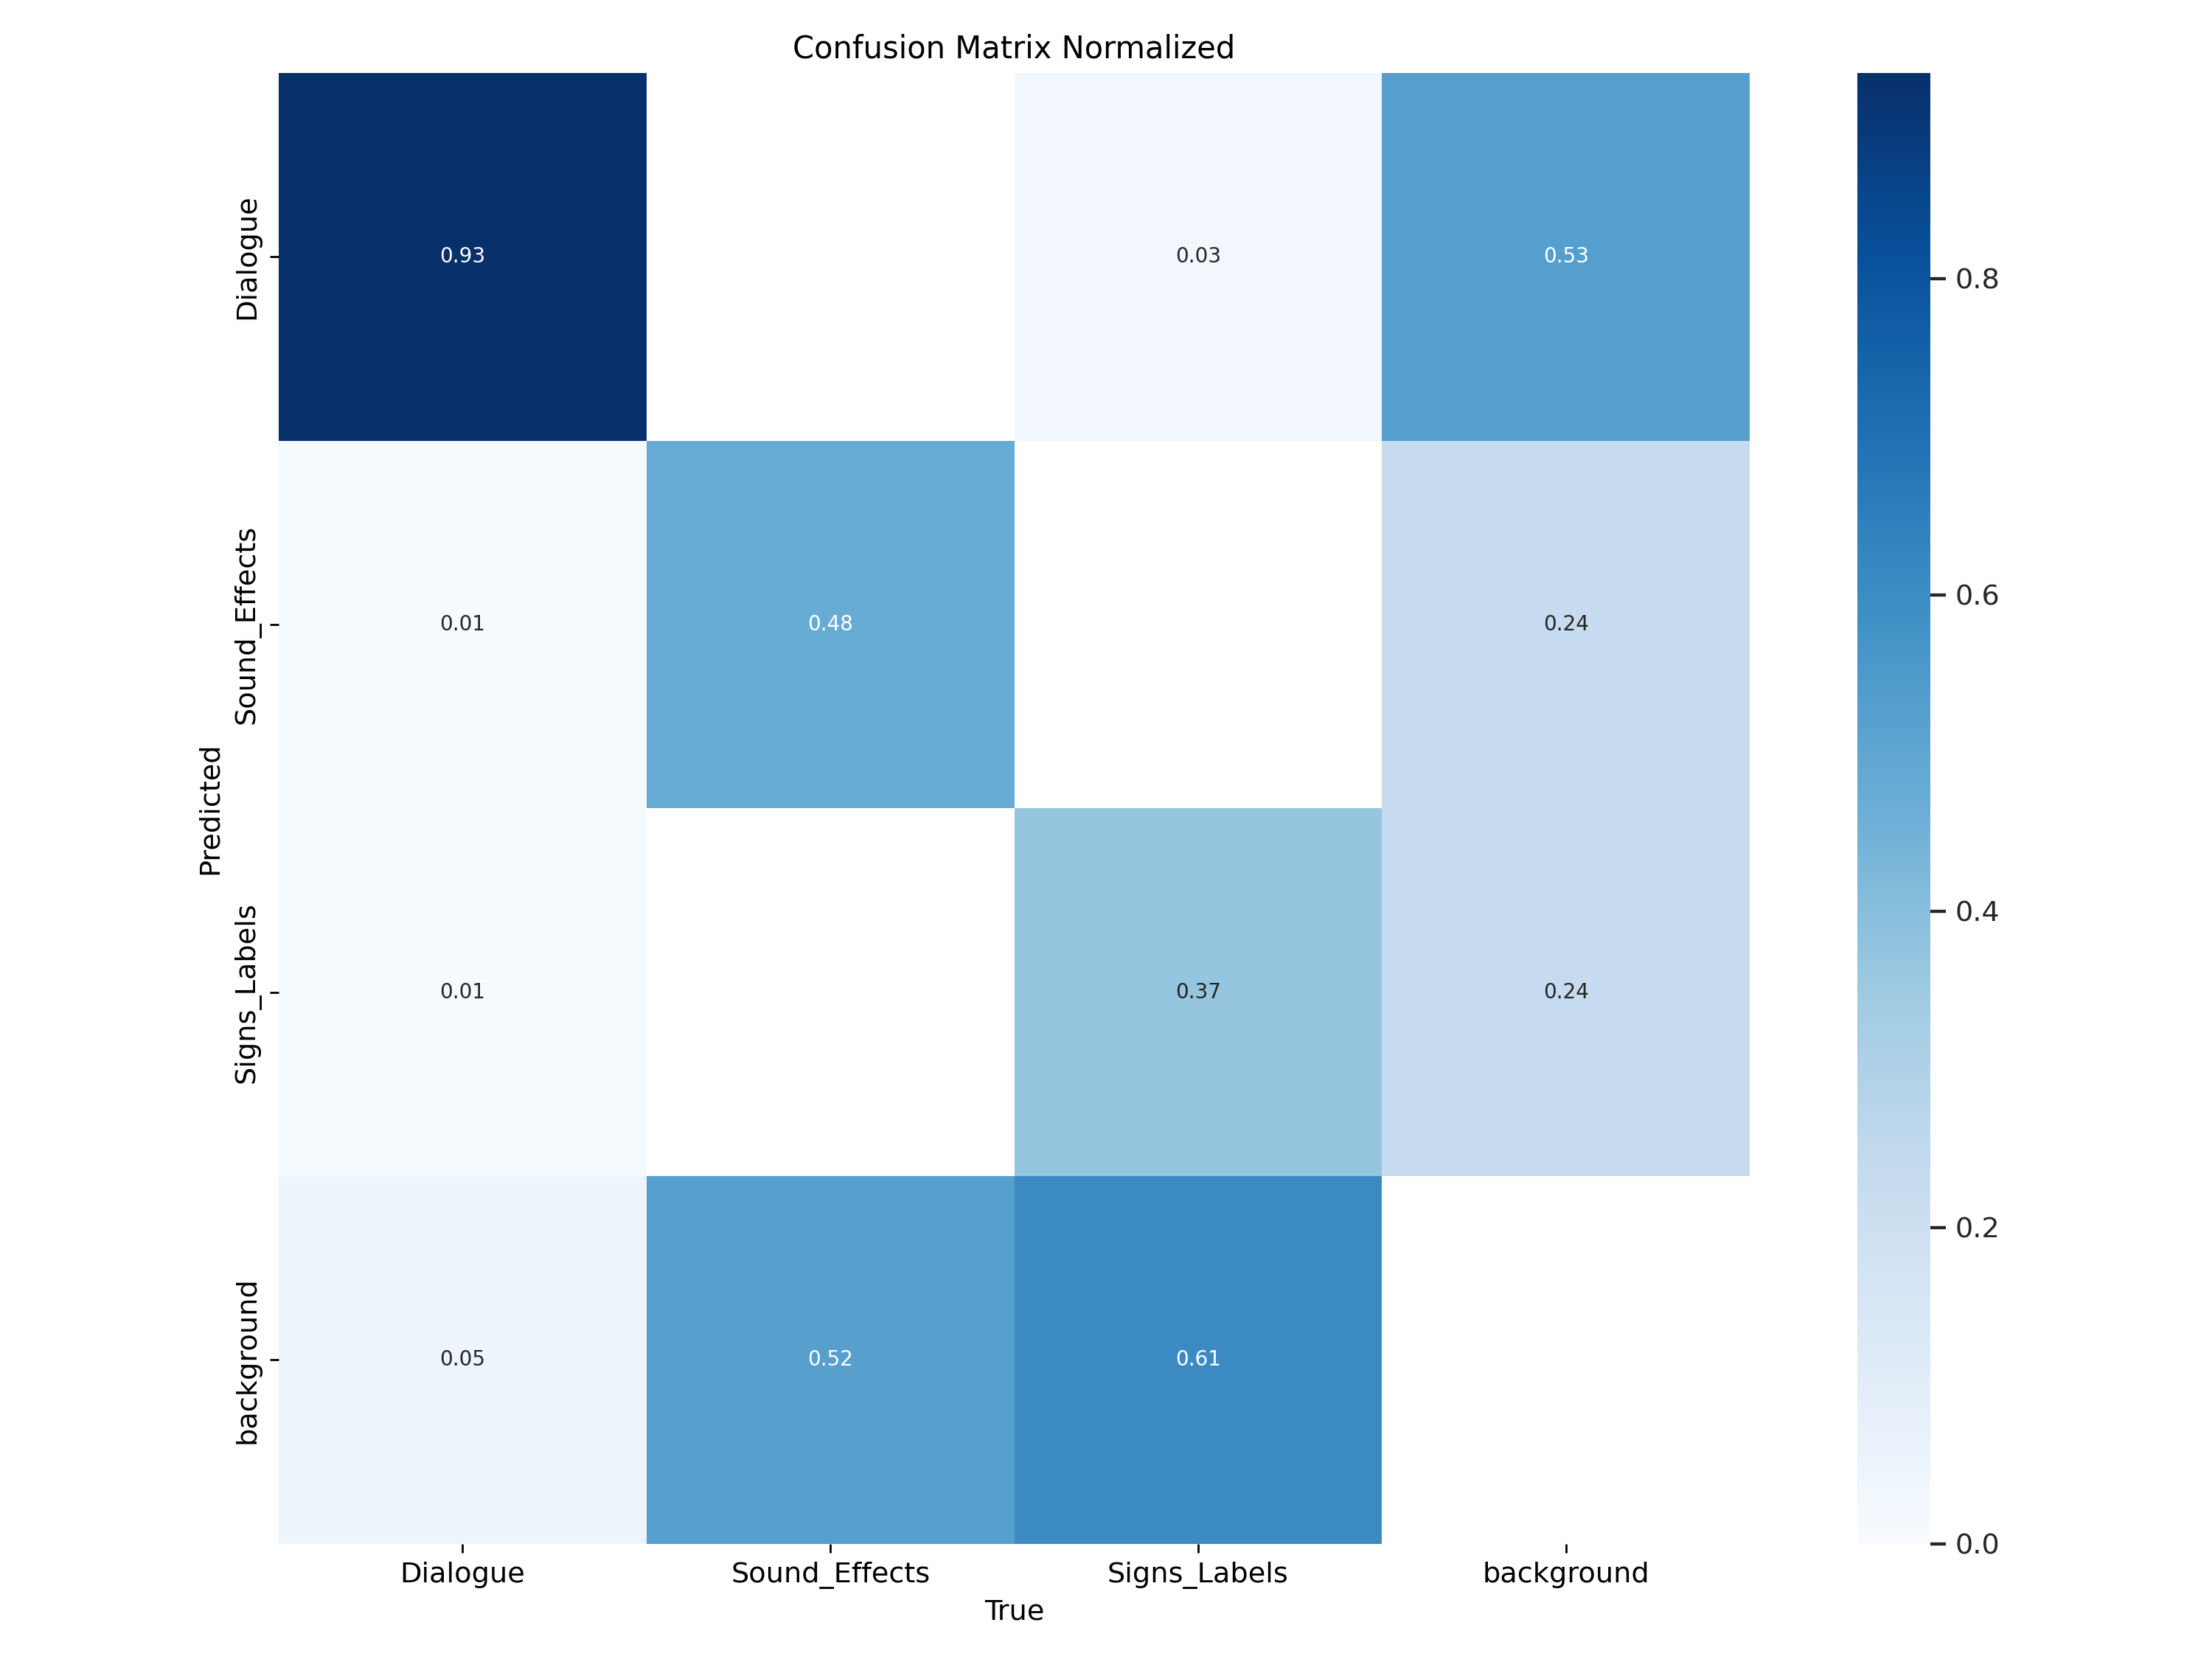 Confusion Matrix Normalized
Dialogue
0.93
0.03
0.53
Sound_Effects
0.01
0.48
0.24
Signs_Labels
0.01
0.37
0.24
background
0.05
0.52
0.61
Predicted
Dialogue
Sound_Effects
Signs_Labels
background
True
0.8
0.6
0.4
0.2
0.0